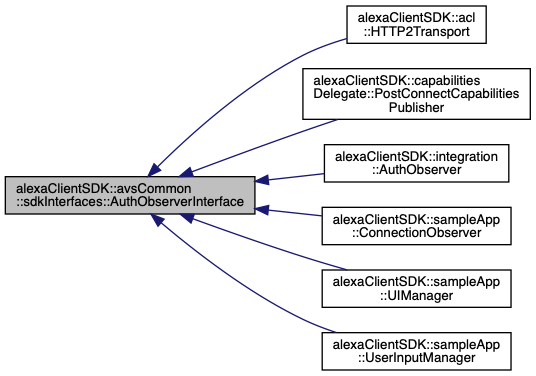 alexaClientSDK::acl
::HTTP2Transport
alexaClientSDK::capabilities
Delegate::PostConnectCapabilities
Publisher
alexaClientSDK::integration
::AuthObserver
alexaClientSDK::avsCommon
::sdkInterfaces::AuthObserverInterface
alexaClientSDK::sampleApp
::ConnectionObserver
alexaClientSDK::sampleApp
::UIManager
alexaClientSDK::sampleApp
::UserInputManager